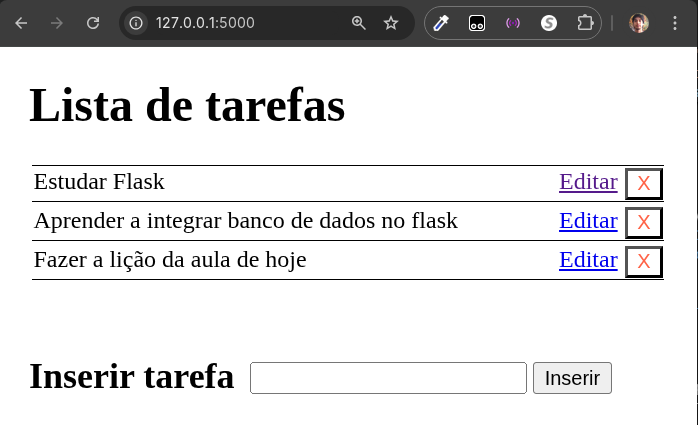 127.0.0.1:5000
Lista de tarefas
Estudar Flask Editar X
Aprender a integrar banco de dados no flask Editar X
Fazer a lição da aula de hoje Editar X
Inserir tarefa Inserir